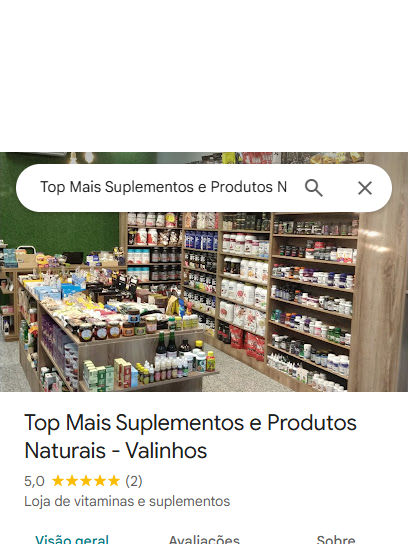 Top Mais Suplementos e Produtos N
Top Mais Suplementos e Produtos
Naturais - Valinhos
5,0 (2)
Loja de vitaminas e suplementos
Visão geral Avaliações Sobre